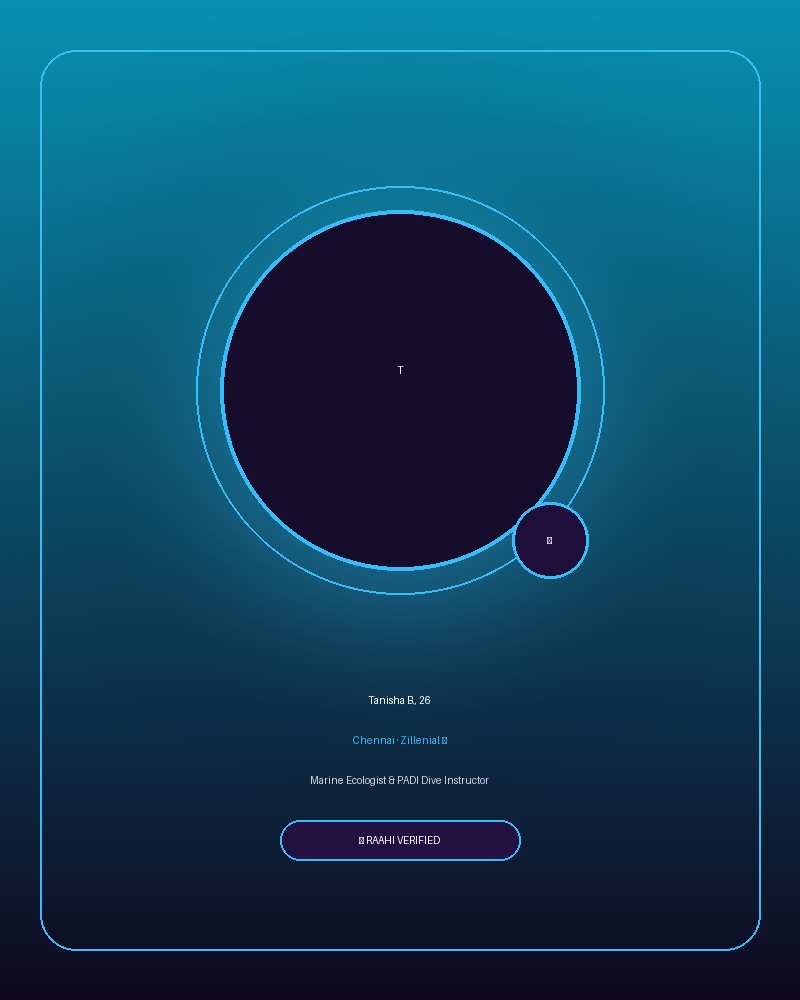 T
Tanisha B., 26
Chennai · Zillenial
Marine Ecologist & PADI Dive Instructor
RAAHI VERIFIED